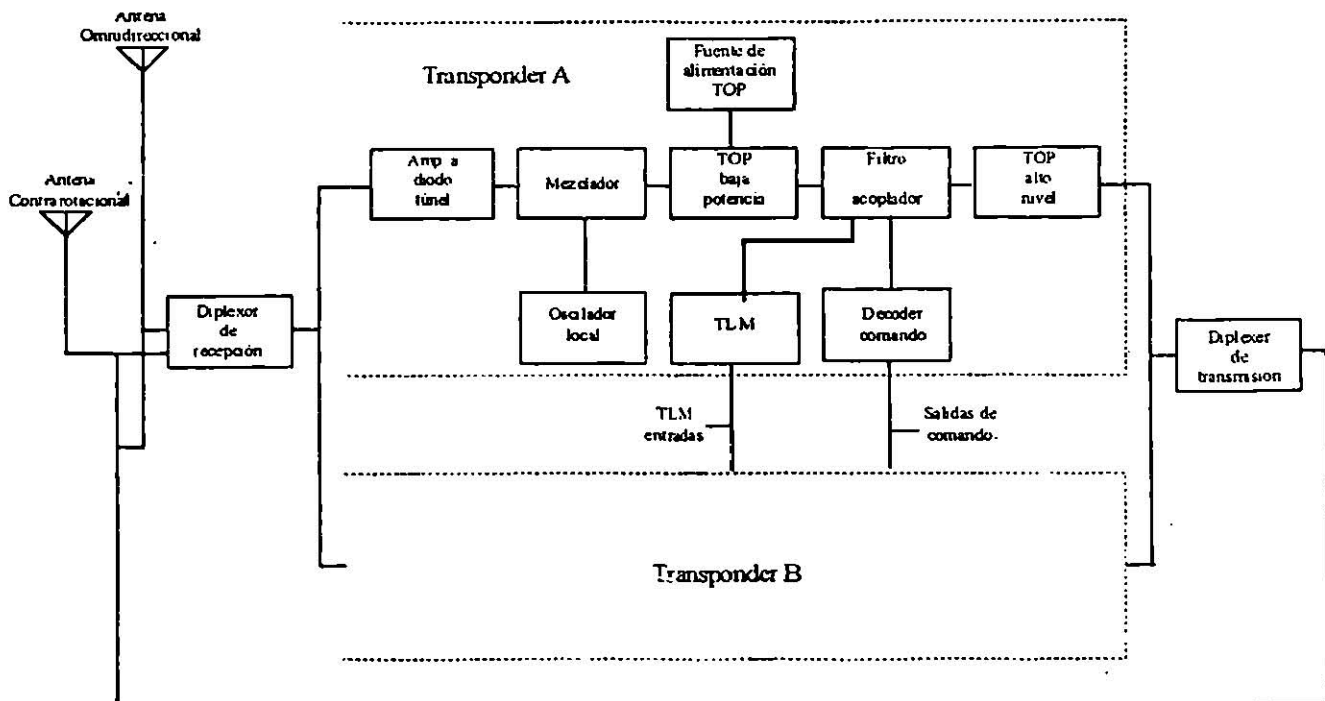 Antena
Omnidireccional
Antena
Contrarotacional
Transponder A
Fuente de
alimentación
TOP
Amp a
diodo
túnel
Mezclador
TOP
baja
potencia
Filtro
acoplador
TOP
alto
nivel
Diplexor
de
recepción
Oscilador
local
TLM
Decoder
comando
Diplexer
de
transmision
TLM
entradas
Salidas de
comando.
Transponder B